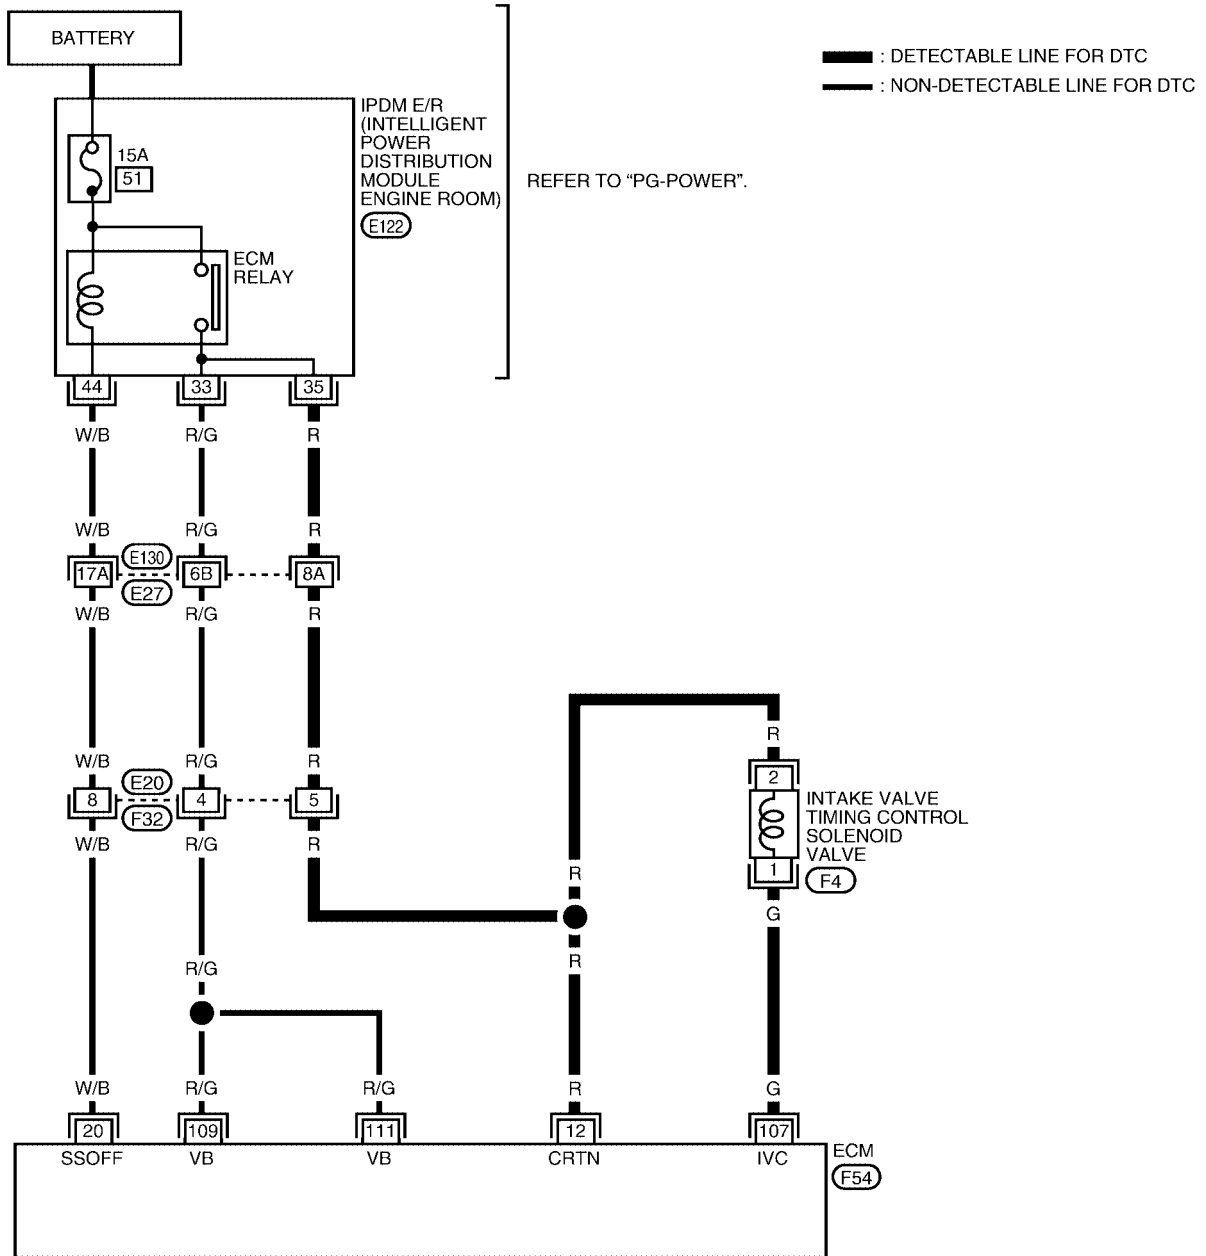 BATTERY
: DETECTABLE LINE FOR DTC
: NON-DETECTABLE LINE FOR DTC
IPDM E/R
(INTELLIGENT
POWER
DISTRIBUTION
MODULE
ENGINE ROOM)
E122
15A
51
REFER TO “PG-POWER”.
ECM
RELAY
44
33
35
W/B
R/G
R
W/B
R/G
R
E130
17A
6B
8A
E27
W/B
R/G
R
R
W/B
R/G
R
E20
8
4
5
F32
2
INTAKE VALVE
TIMING CONTROL
SOLENOID
VALVE
1
F4
W/B
R/G
R
R
G
R/G
R
W/B
R/G
R/G
R
G
20
109
111
12
107
SSOFF
VB
VB
CRTN
IVC
ECM
F54